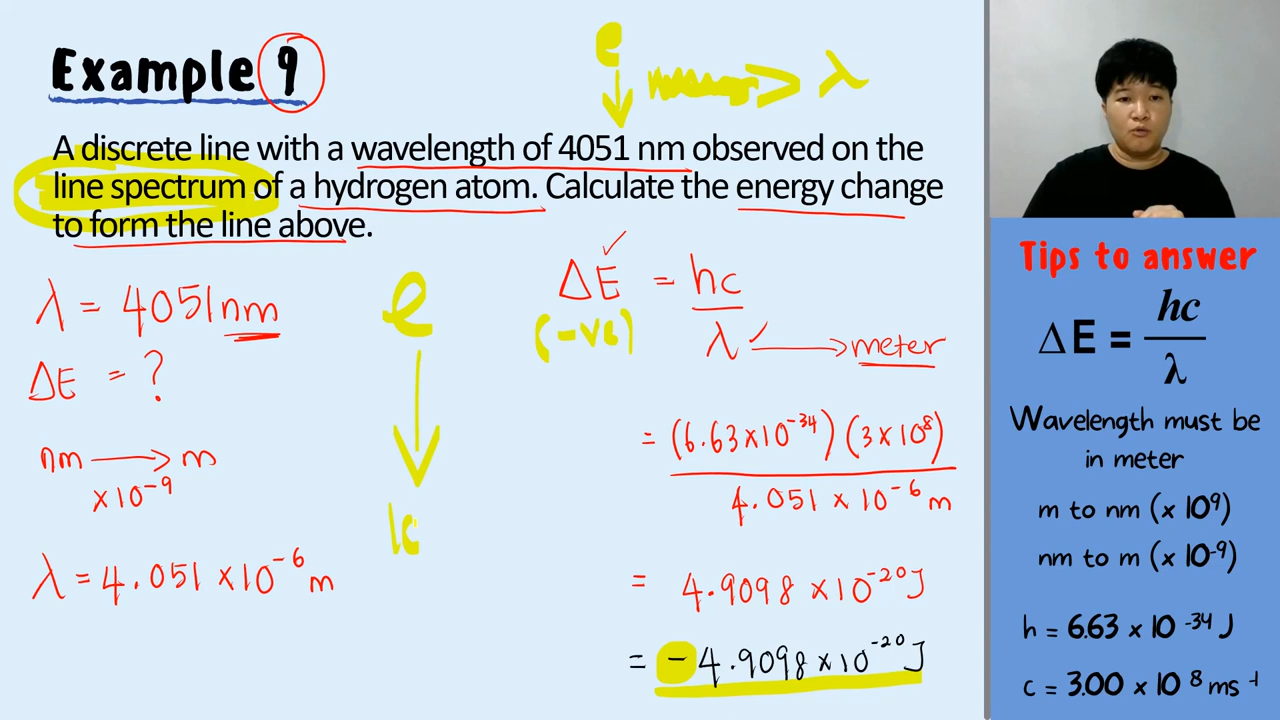 Example 9
e
λ
A discrete line with a wavelength of 4051 nm observed on the
line spectrum of a hydrogen atom. Calculate the energy change
to form the line above.
λ = 4051nm
ΔE = ?
nm → m
×10⁻⁹
λ = 4.051 ×10⁻⁶ m
e
↓
ΔE = hc
(-ve)
λ → meter
= (6.63×10⁻³⁴) (3×10⁸)
4.051 × 10⁻⁶ m
= 4.9098 ×10⁻²⁰ J
= -4.9098×10⁻²⁰ J
Tips to answer
ΔE = hc
λ
Wavelength must be
in meter
m to nm (× 10⁹)
nm to m (× 10⁻⁹)
h = 6.63 × 10 ⁻³⁴ J
c = 3.00 × 10 ⁸ ms ⁻¹